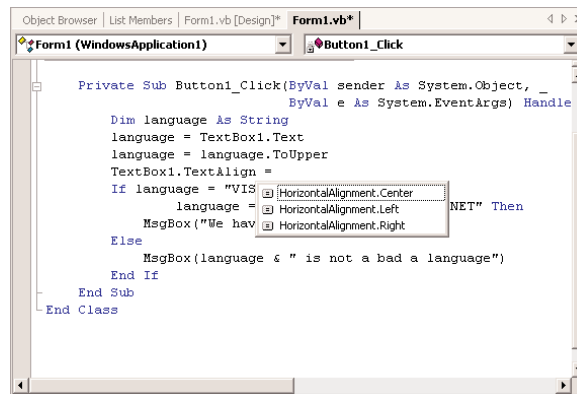 Object Browser | List Members | Form1.vb [Design]* Form1.vb*
Form1 (WindowsApplication1) Button1_Click
Private Sub Button1_Click(ByVal sender As System.Object, _
ByVal e As System.EventArgs) Handle
Dim language As String
language = TextBox1.Text
language = language.ToUpper
TextBox1.TextAlign =
If language = "VIS
HorizontalAlignment.Center
language = HorizontalAlignment.Left NET" Then
MsgBox("We hav HorizontalAlignment.Right
Else
MsgBox(language & " is not a bad a language")
End If
End Sub
End Class